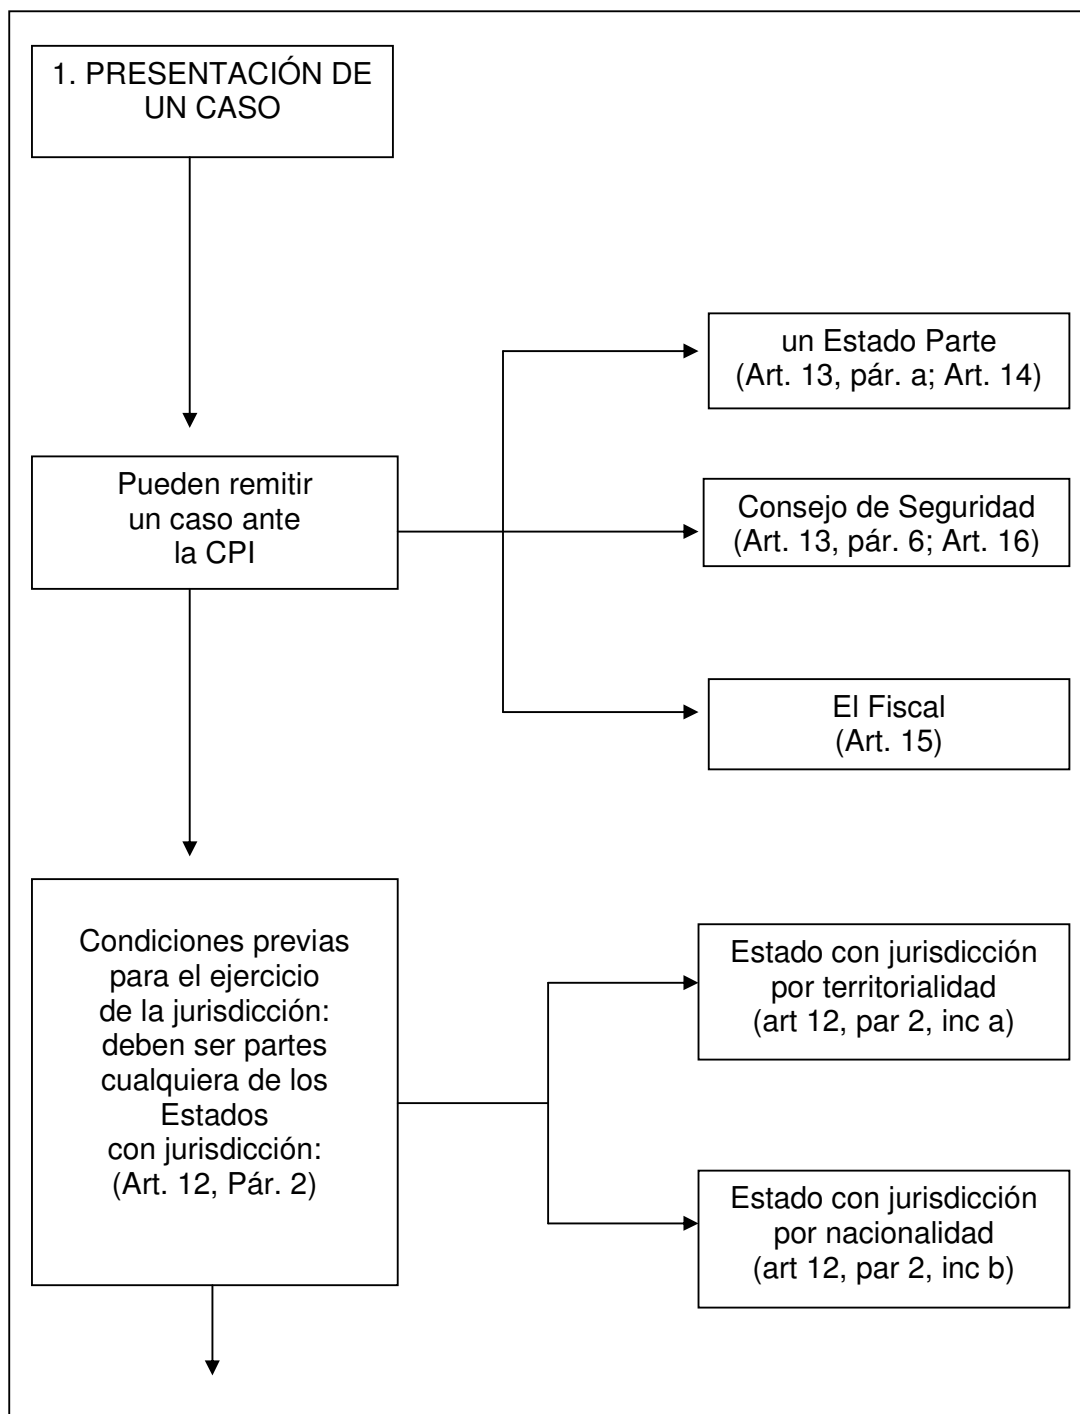 1. PRESENTACIÓN DE
UN CASO
Pueden remitir
un caso ante
la CPI
un Estado Parte
(Art. 13, pár. a; Art. 14)
Consejo de Seguridad
(Art. 13, pár. 6; Art. 16)
El Fiscal
(Art. 15)
Condiciones previas
para el ejercicio
de la jurisdicción:
deben ser partes
cualquiera de los
Estados
con jurisdicción:
(Art. 12, Pár. 2)
Estado con jurisdicción
por territorialidad
(art 12, par 2, inc a)
Estado con jurisdicción
por nacionalidad
(art 12, par 2, inc b)